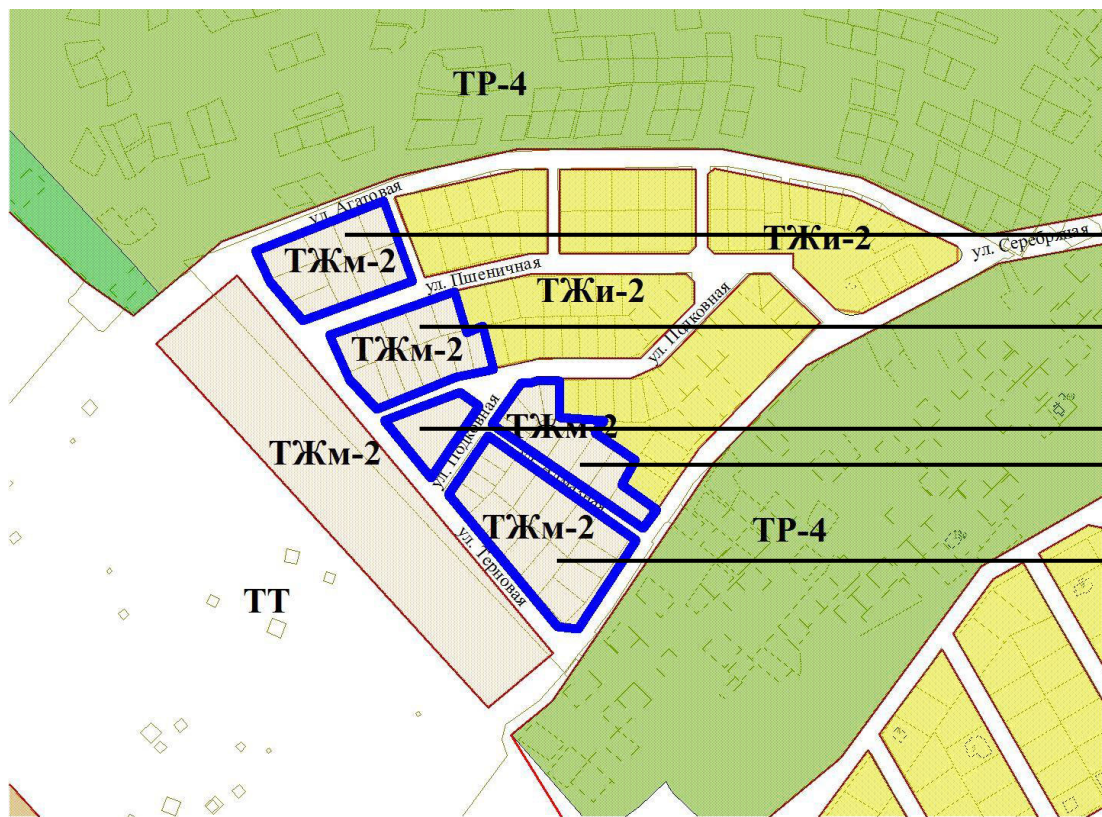 ТР-4
ул. Агатовая
ТЖи-2
ул. Серебряная
ТЖм-2
ул. Пшеничная
ТЖи-2
ул. Подковная
ТЖм-2
ТЖм-2
ТЖм-2
ул. Подковная
ТЖм-2
ТР-4
ул. Терновая
ТТ